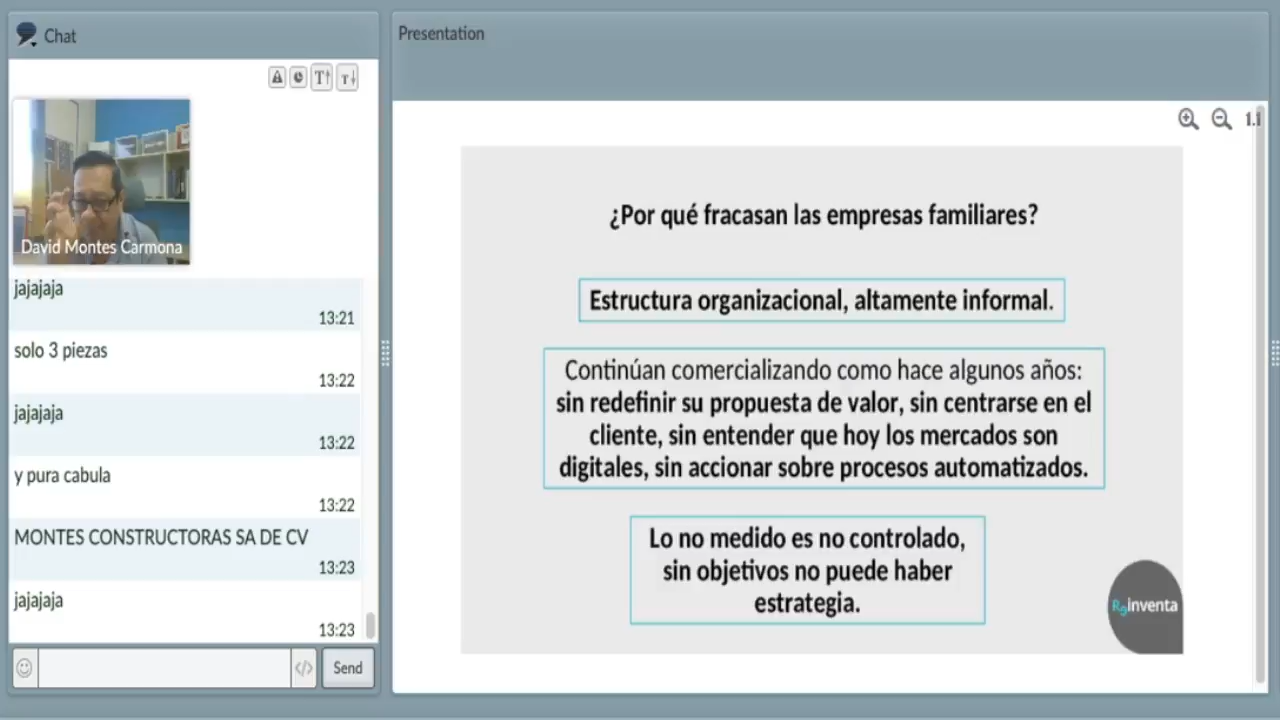 Chat
Presentation
David Montes Carmona
jajajaja
13:21
solo 3 piezas
13:22
jajajaja
13:22
y pura cabula
13:22
MONTES CONSTRUCTORAS SA DE CV
13:23
jajajaja
13:23
Send
1:1
¿Por qué fracasan las empresas familiares?
Estructura organizacional, altamente informal.
Continúan comercializando como hace algunos años:
sin redefinir su propuesta de valor, sin centrarse en el
cliente, sin entender que hoy los mercados son
digitales, sin accionar sobre procesos automatizados.
Lo no medido es no controlado,
sin objetivos no puede haber
estrategia.
Reinventa